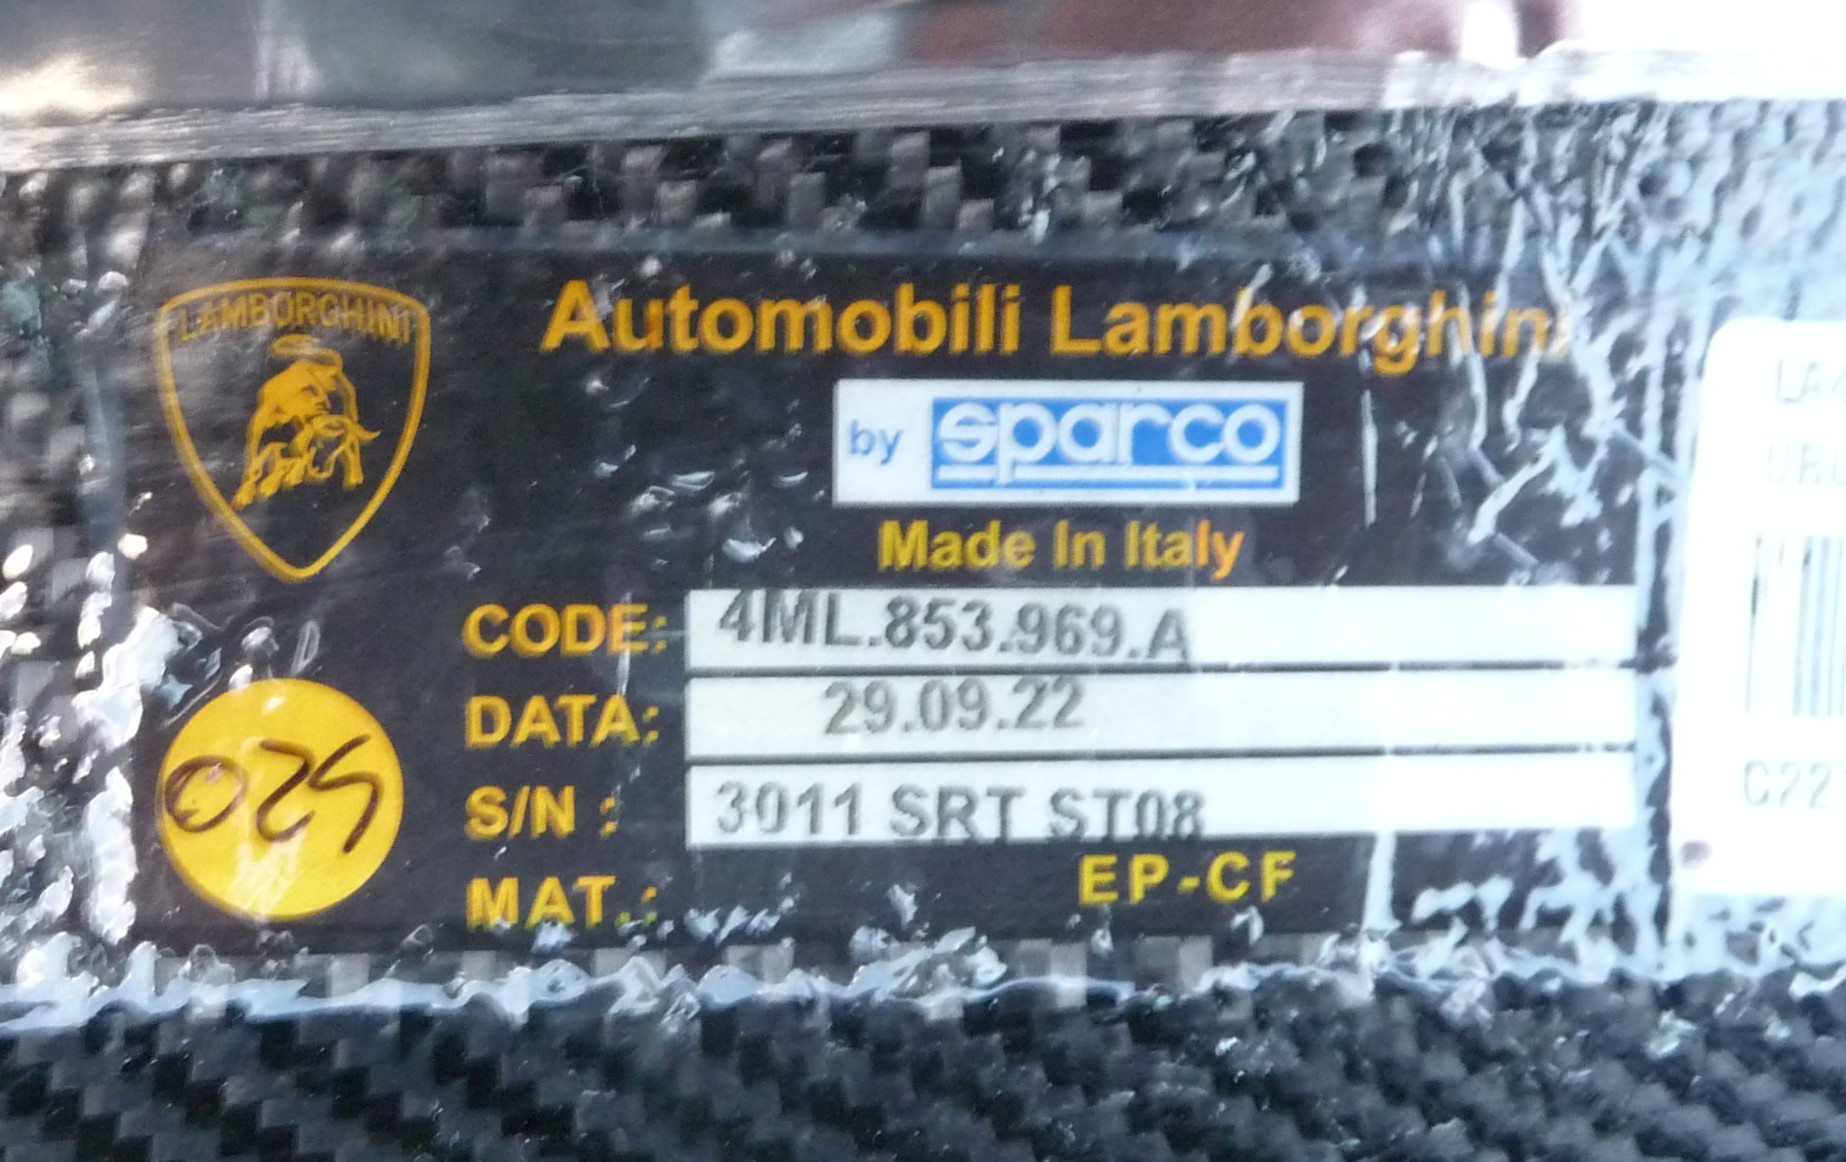 LAMBORGHINI
Automobili Lamborghini
by sparco
Made In Italy
CODE: 4ML.853.969.A
DATA: 29.09.22
S/N : 3011 SRT ST08
MAT.: EP-CF
C22